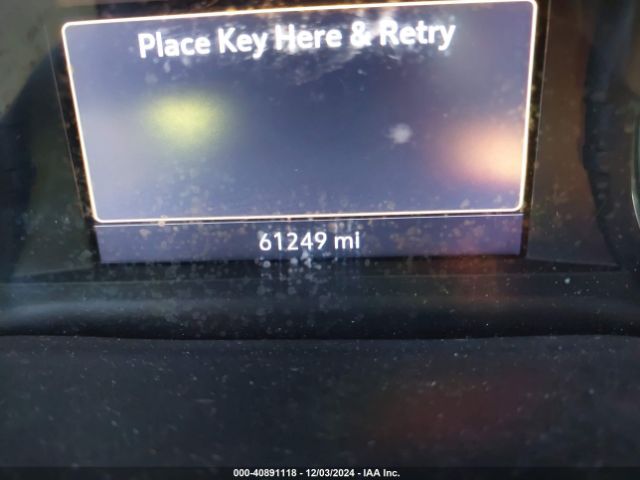 Place Key Here & Retry
61249 mi
000-40891118 - 12/03/2024 - IAA Inc.